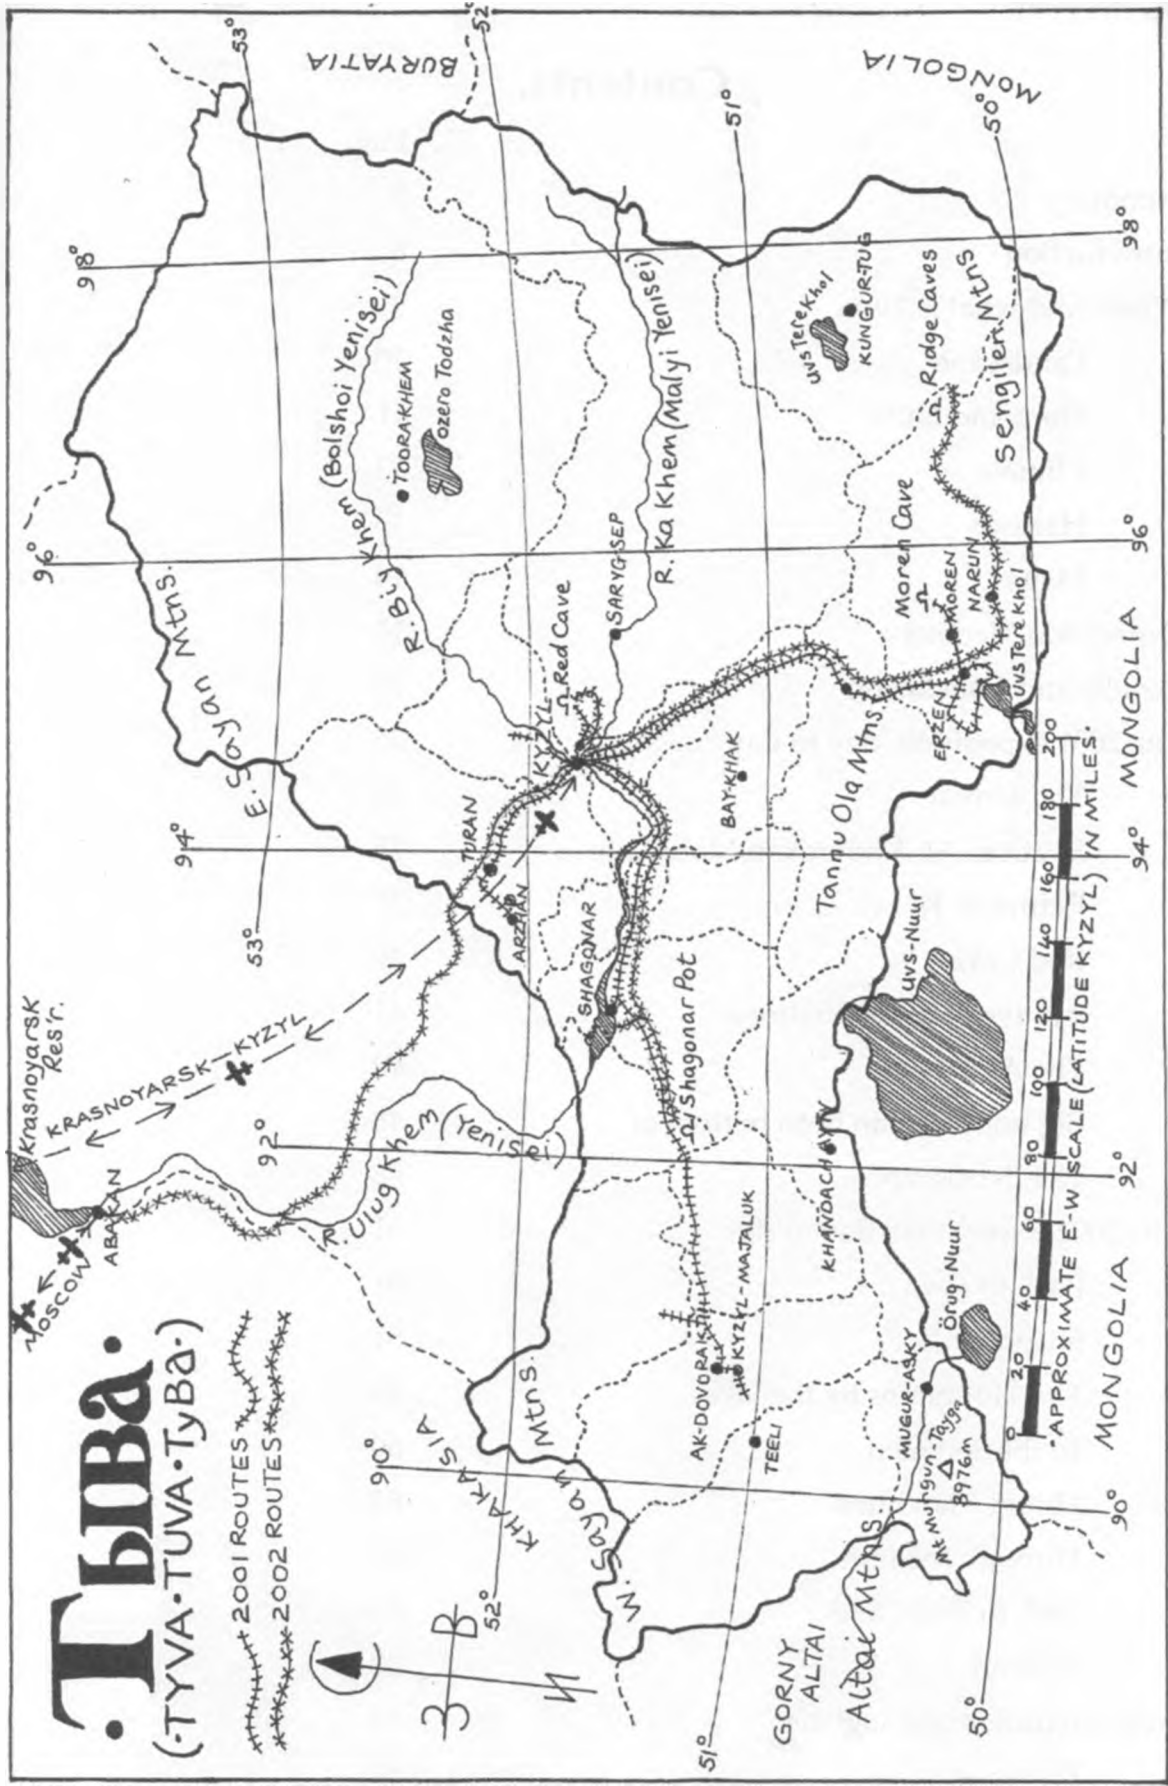 ·Тыва·
(·TYVA·TUVA·TyBa·)
2001 ROUTES
2002 ROUTES
З В
И
Moscow
ABAKAN
Krasnoyarsk
Res'r.
KRASNOYARSK-KYZYL
53°
94°
96°
98°
53°
52°
BURYATIA
E. Sayan Mtns.
R. Biy Khem (Bolshoi Yenisei)
TOORA-KHEM
Ozero Todzha
92°
R. Ulug Khem (Yenisei)
TURAN
ARZHAN
KYZYL
Red Cave
SARYG-SEP
R. Ka Khem (Malyi Yenisei)
90°
KHAKASIA
W. Sayan Mtns.
52°
SHAGONAR
Shagonar Pot
BAY-KHAK
51°
Uvs Tere Khol
KUNGUR-TUG
AK-DOVORAK
KYZYL-MAJALUK
TEELI
KHANDAGHAYY
Tannu Ola Mtns
Moren Cave
Ridge Caves
Sengilen Mtns
ERZEN
MOREN
NARUN
Uvs Tere Khol
51°
GORNY
ALTAI
Altai Mtns.
MUGUR-ASKY
Mt Mungun Tayga
3976m
Örug-Nuur
Uvs-Nuur
50°
50°
MONGOLIA
0 20 40 60 80 100 120 140 160 180 200
APPROXIMATE E-W SCALE (LATITUDE KYZYL) IN MILES
90°
MONGOLIA
92°
94°
MONGOLIA
96°
98°